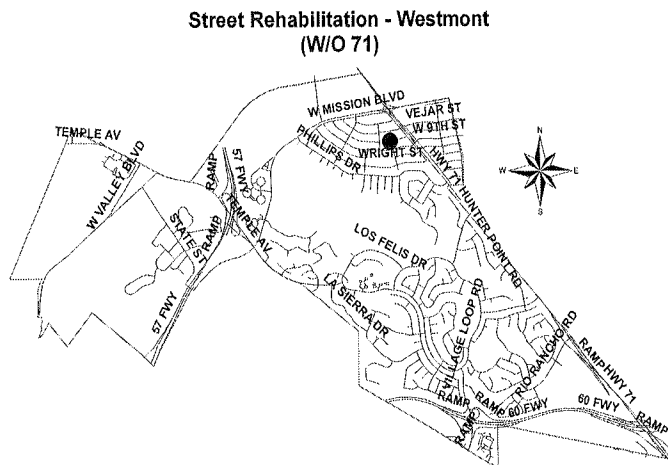 Street Rehabilitation - Westmont
(W/O 71)
W MISSION BLVD
VEJAR ST
W 9TH ST
TEMPLE AV
PHILLIPS DR
WRIGHT ST
57 FWY
RAMP
W VALLEY BLVD
HWY 71
HUNTER POINT RD
N
W
E
S
STATE ST
RAMP
TEMPLE AV
LOS FELIS DR
57 FWY
LA SIERRA DR
VILLAGE LOOP RD
RIO RANCHO RD
RAMP
HWY 71
RAMP
RAMP
60 FWY
60 FWY
RAMP
RAMP